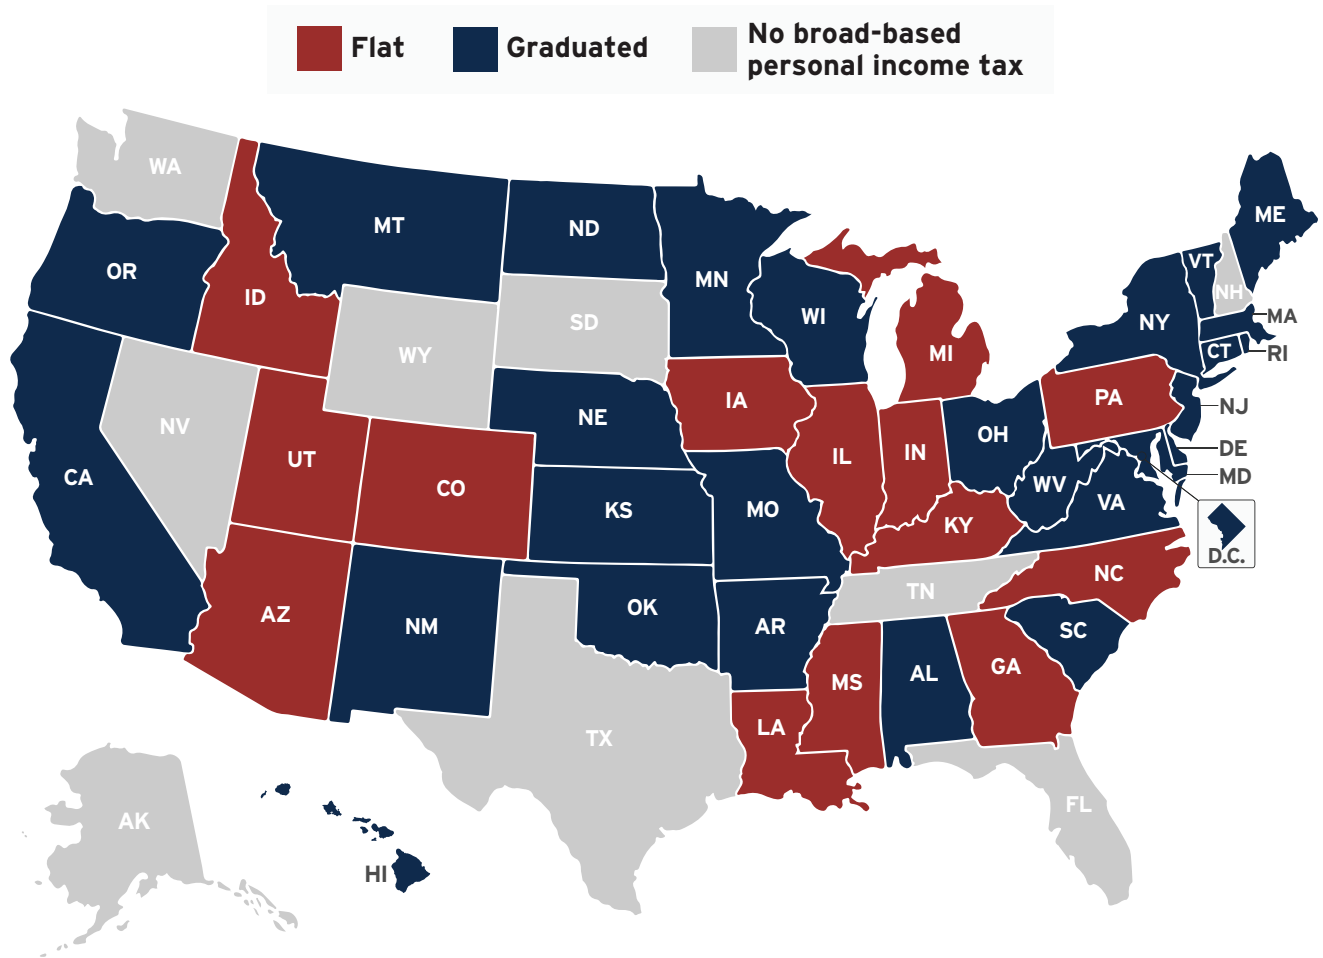 Flat
Graduated
No broad-based
personal income tax
WA
MT
ND
MN
ME
OR
ID
SD
WI
VT
NH
NY
MA
WY
MI
CT
RI
NV
NE
IA
PA
NJ
CA
UT
CO
KS
MO
IL
IN
OH
WV
VA
DE
MD
KY
D.C.
AZ
NM
OK
AR
TN
NC
SC
MS
AL
GA
TX
LA
FL
AK
HI